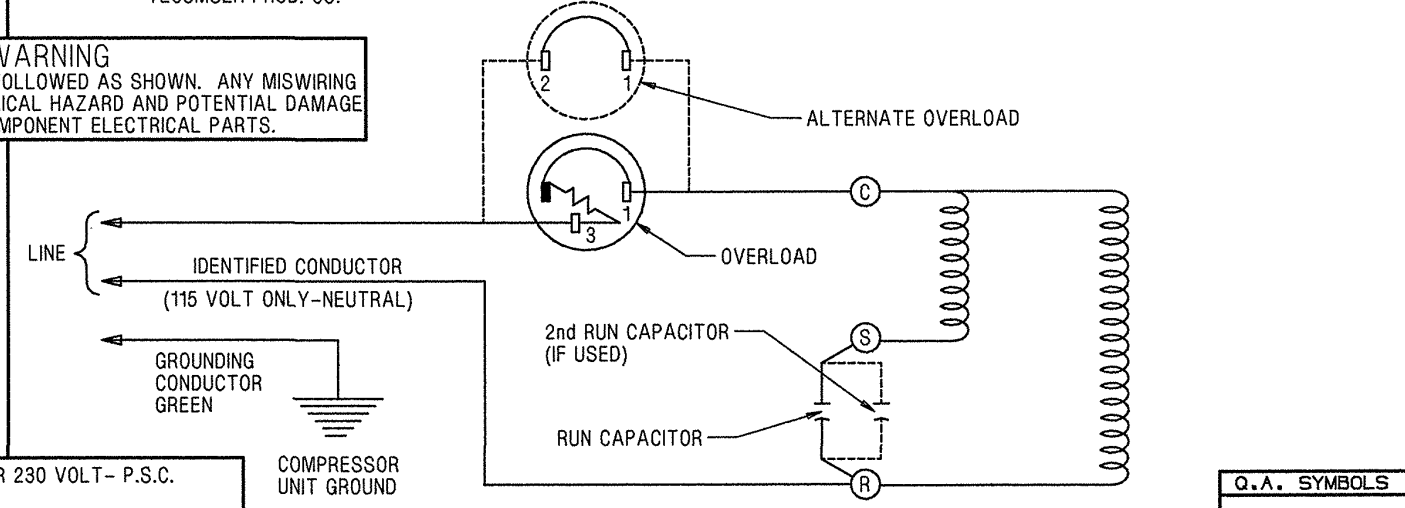 WARNING
FOLLOWED AS SHOWN. ANY MISWIRING
ICAL HAZARD AND POTENTIAL DAMAGE
MPONENT ELECTRICAL PARTS.
2
1
ALTERNATE OVERLOAD
1
3
OVERLOAD
C
LINE
IDENTIFIED CONDUCTOR
(115 VOLT ONLY-NEUTRAL)
2nd RUN CAPACITOR
(IF USED)
S
GROUNDING
CONDUCTOR
GREEN
RUN CAPACITOR
COMPRESSOR
UNIT GROUND
R
R 230 VOLT- P.S.C.
Q.A. SYMBOLS